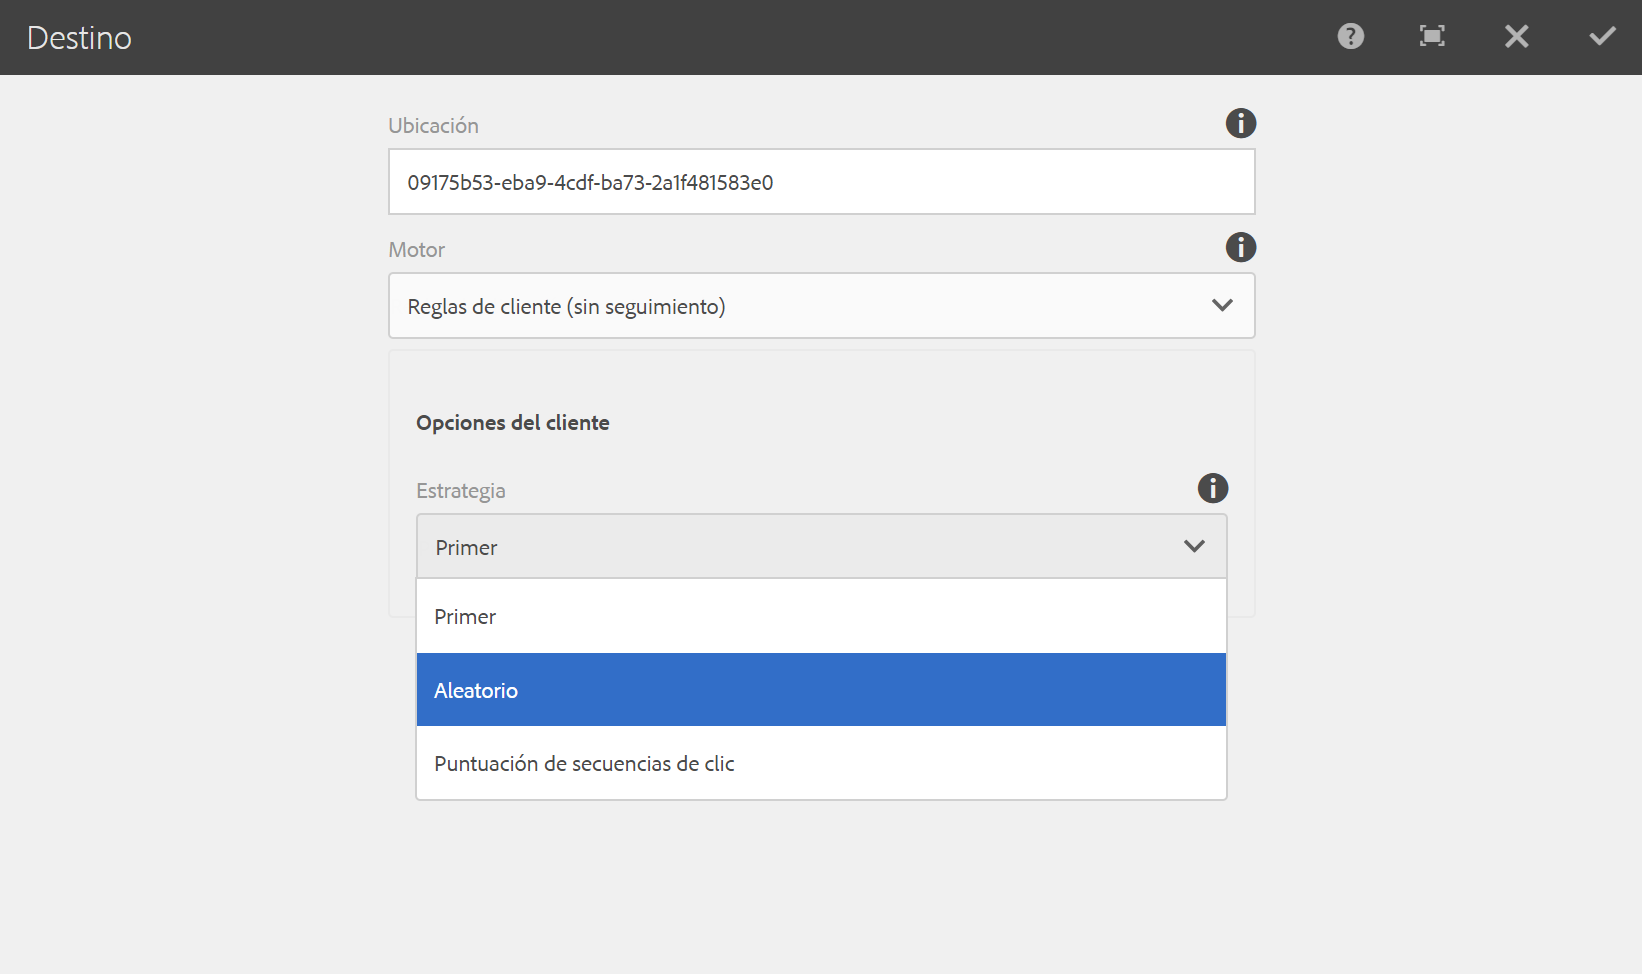 Destino
Ubicación
09175b53-eba9-4cdf-ba73-2a1f481583e0
Motor
Reglas de cliente (sin seguimiento)
Opciones del cliente
Estrategia
Primer
Primer
Aleatorio
Puntuación de secuencias de clic